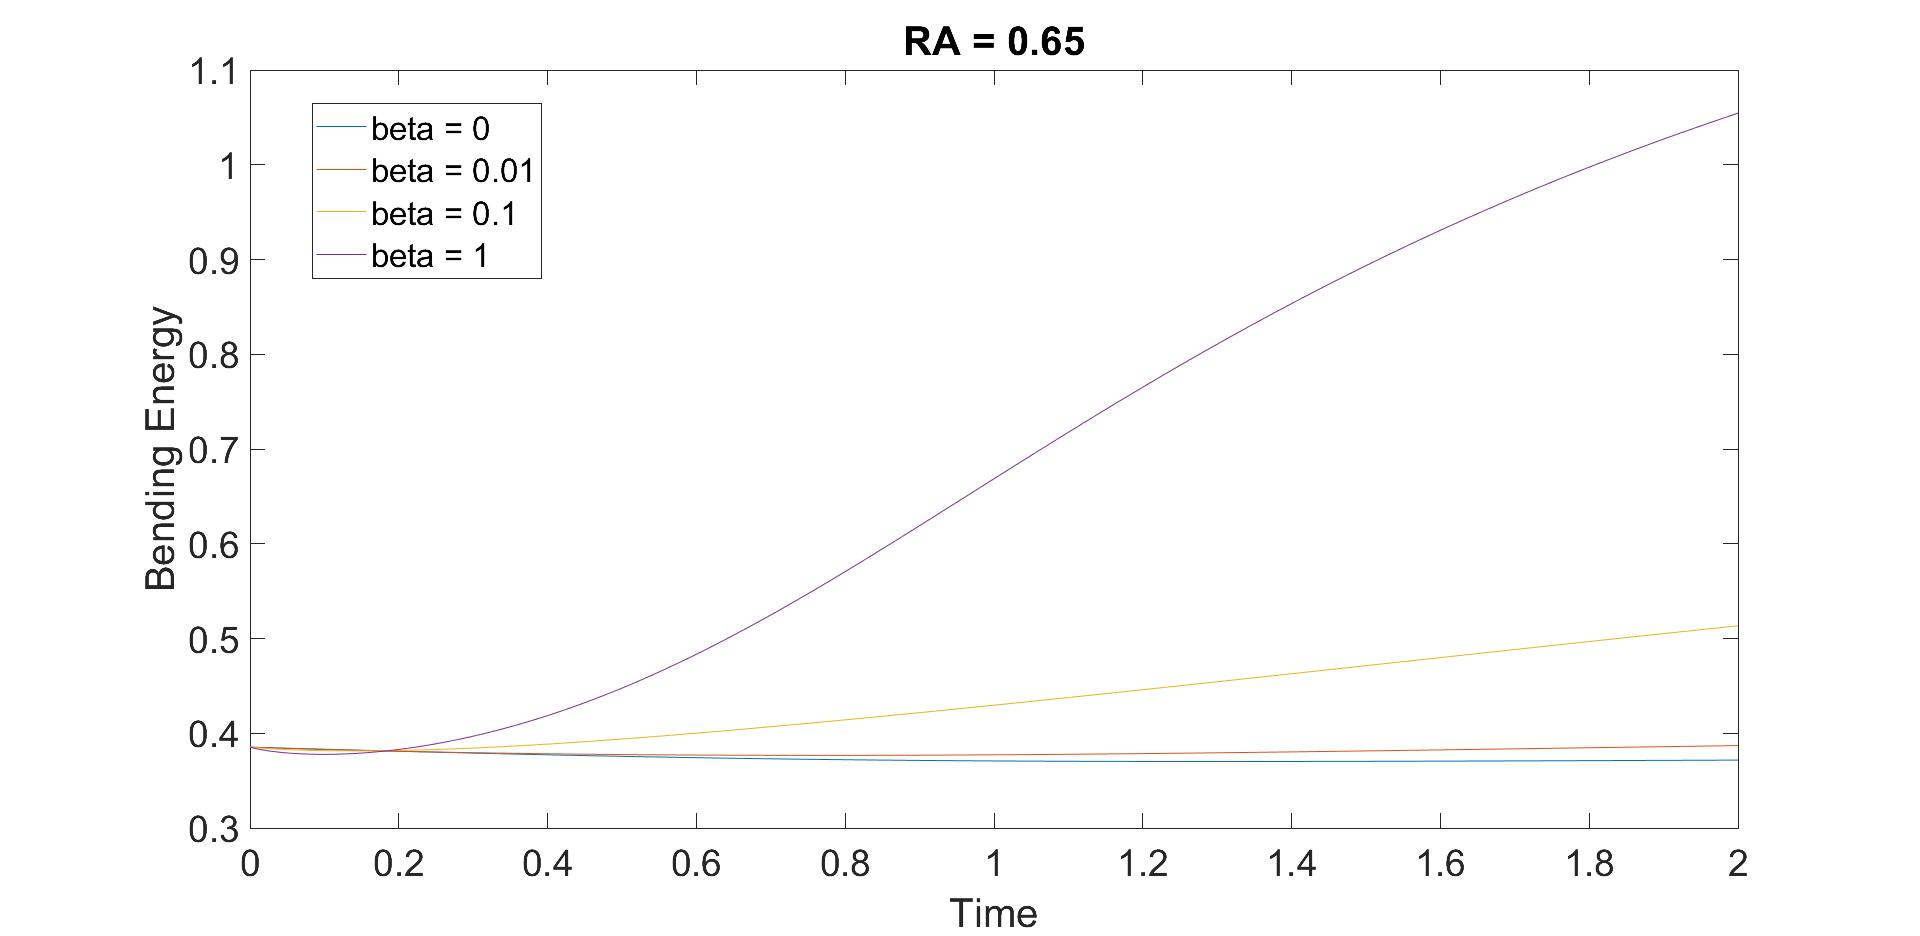 RA = 0.65
1.1
1
0.9
0.8
0.7
0.6
0.5
0.4
0.3
Bending Energy
beta = 0
beta = 0.01
beta = 0.1
beta = 1
0 0.2 0.4 0.6 0.8 1 1.2 1.4 1.6 1.8 2
Time